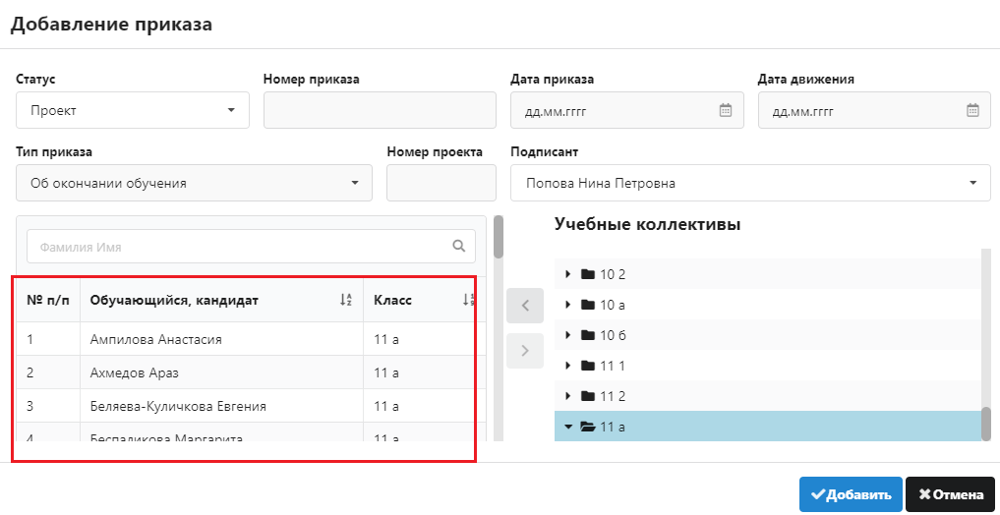 Добавление приказа
Статус Номер приказа Дата приказа Дата движения
Проект дд.мм.гггг дд.мм.гггг
Тип приказа Номер проекта Подписант
Об окончании обучения Попова Нина Петровна
Учебные коллективы
Фамилия Имя
№ п/п Обучающийся, кандидат Класс
1 Ампилова Анастасия 11 а
2 Ахмедов Араз 11 а
3 Беляева-Куличкова Евгения 11 а
4 Беспаликова Маргарита 11 а
10 2
10 а
10 б
11 1
11 2
11 а
Добавить Отмена